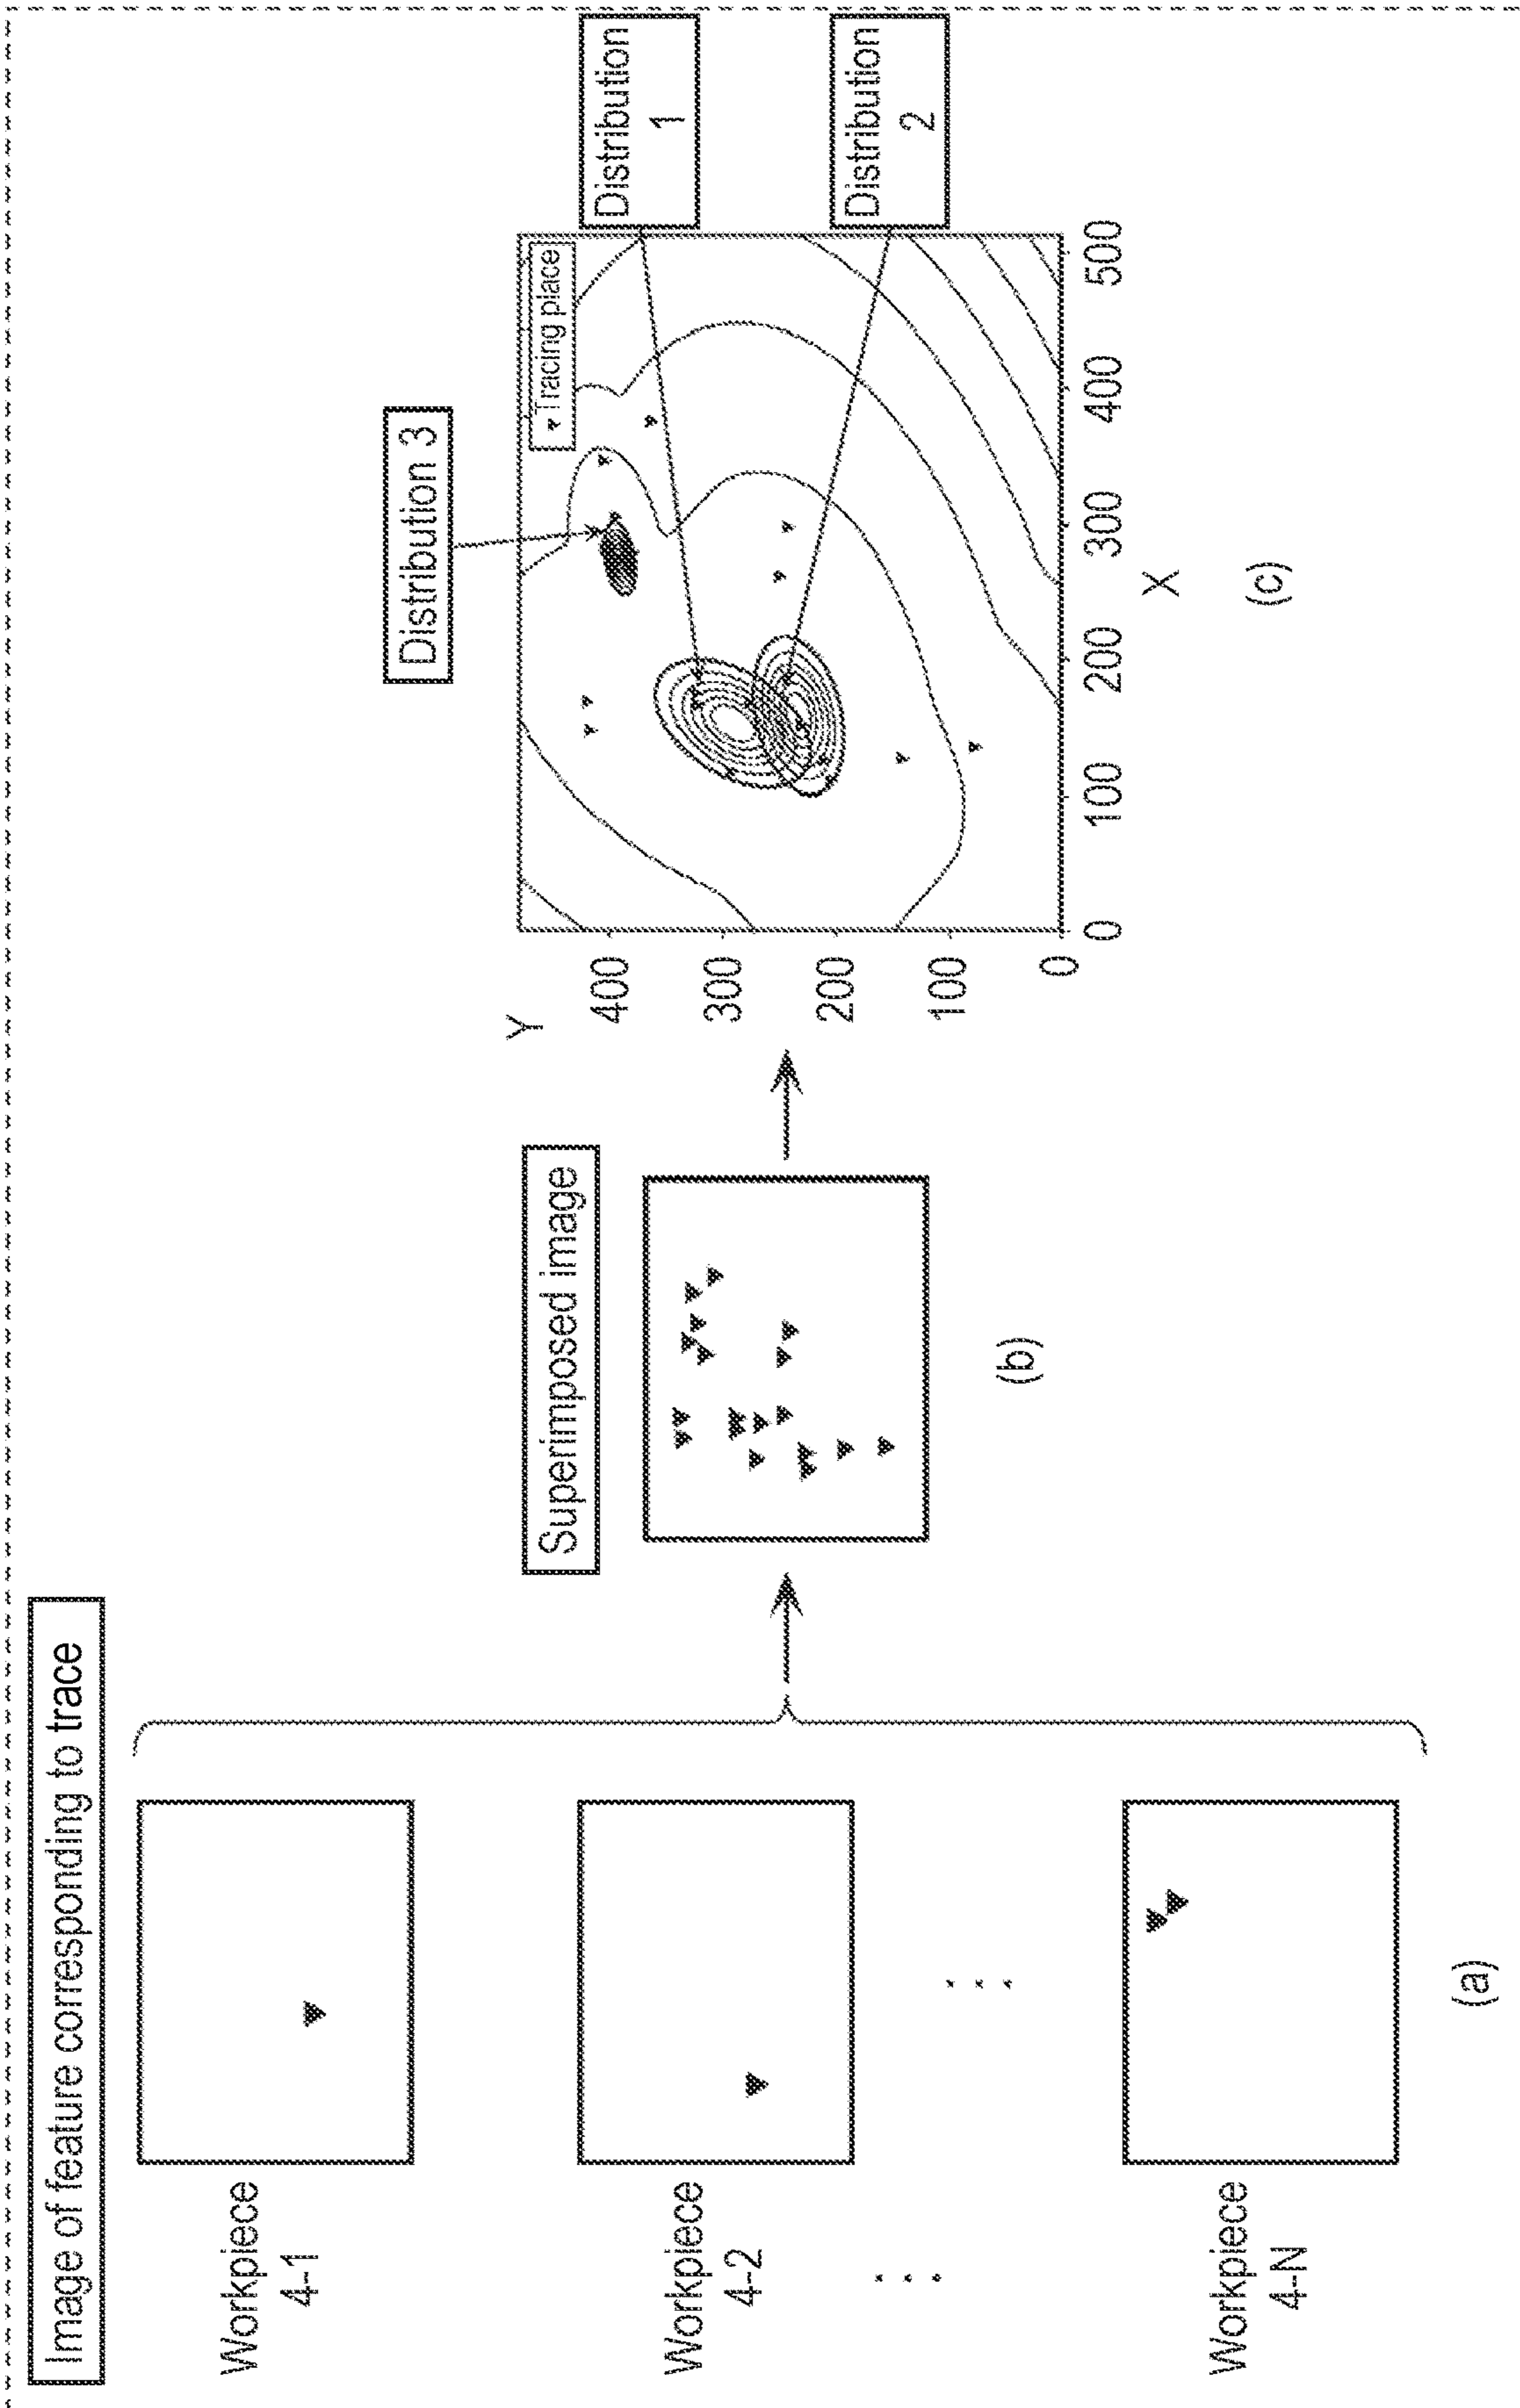 Image of feature corresponding to trace
Workpiece
4-1
Workpiece
4-2
Workpiece
4-N
(a)
Superimposed image
(b)
Distribution 3
Tracing place
Distribution
1
Distribution
2
Y
400
300
200
100
0
0 100 200 300 400 500
X
(c)